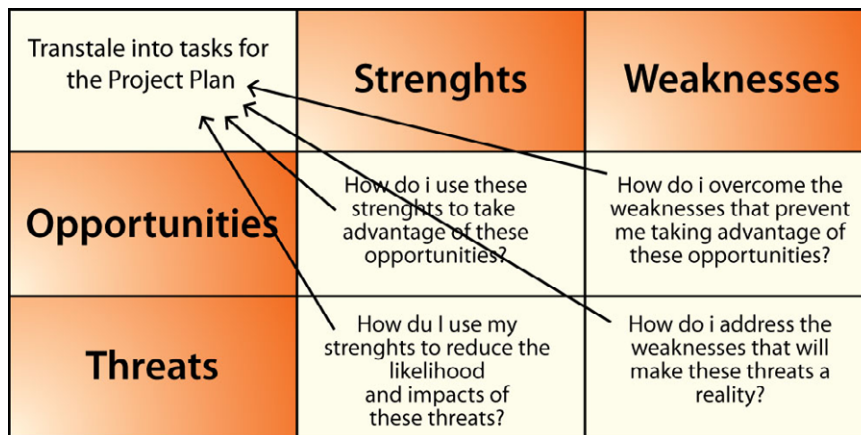 Transtale into tasks for
the Project Plan
Strenghts
Weaknesses
Opportunities
How do i use these
strenghts to take
advantage of these
opportunities?
How do i overcome the
weaknesses that prevent
me taking advantage of
these opportunities?
Threats
How du I use my
strenghts to reduce the
likelihood
and impacts of
these threats?
How do i address the
weaknesses that will
make these threats a
reality?